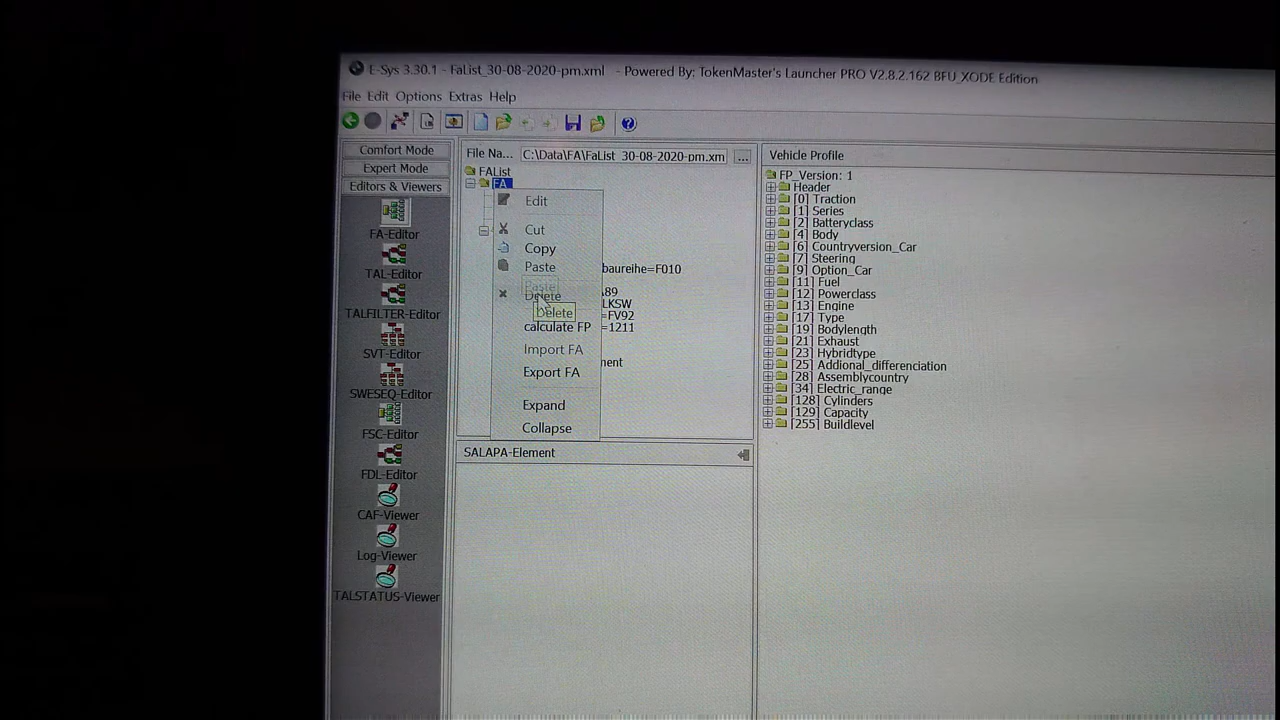 E-Sys 3.30.1 - FaList_30-08-2020-pm.xml - Powered By: TokenMaster's Launcher PRO V2.8.2.162 BFU_XODE Edition
File Edit Options Extras Help
Comfort Mode
Expert Mode
Editors & Viewers
FA-Editor
TAL-Editor
TALFILTER-Editor
SVT-Editor
SWESEQ-Editor
FSC-Editor
FDL-Editor
CAF-Viewer
Log-Viewer
TALSTATUS-Viewer
File Na... C:\Data\FA\FaList_30-08-2020-pm.xm ...
FAList
FA
Edit
Cut
Copy
Paste
Paste
Delete
Delete
calculate FP
Import FA
Export FA
Expand
Collapse
baureihe=F010
A89
LKSW
=FV92
=1211
nent
SALAPA-Element
Vehicle Profile
FP_Version: 1
Header
[0] Traction
[1] Series
[2] Batteryclass
[4] Body
[6] Countryversion_Car
[7] Steering
[9] Option_Car
[11] Fuel
[12] Powerclass
[13] Engine
[17] Type
[19] Bodylength
[21] Exhaust
[23] Hybridtype
[25] Addional_differenciation
[28] Assemblycountry
[34] Electric_range
[128] Cylinders
[129] Capacity
[255] Buildlevel